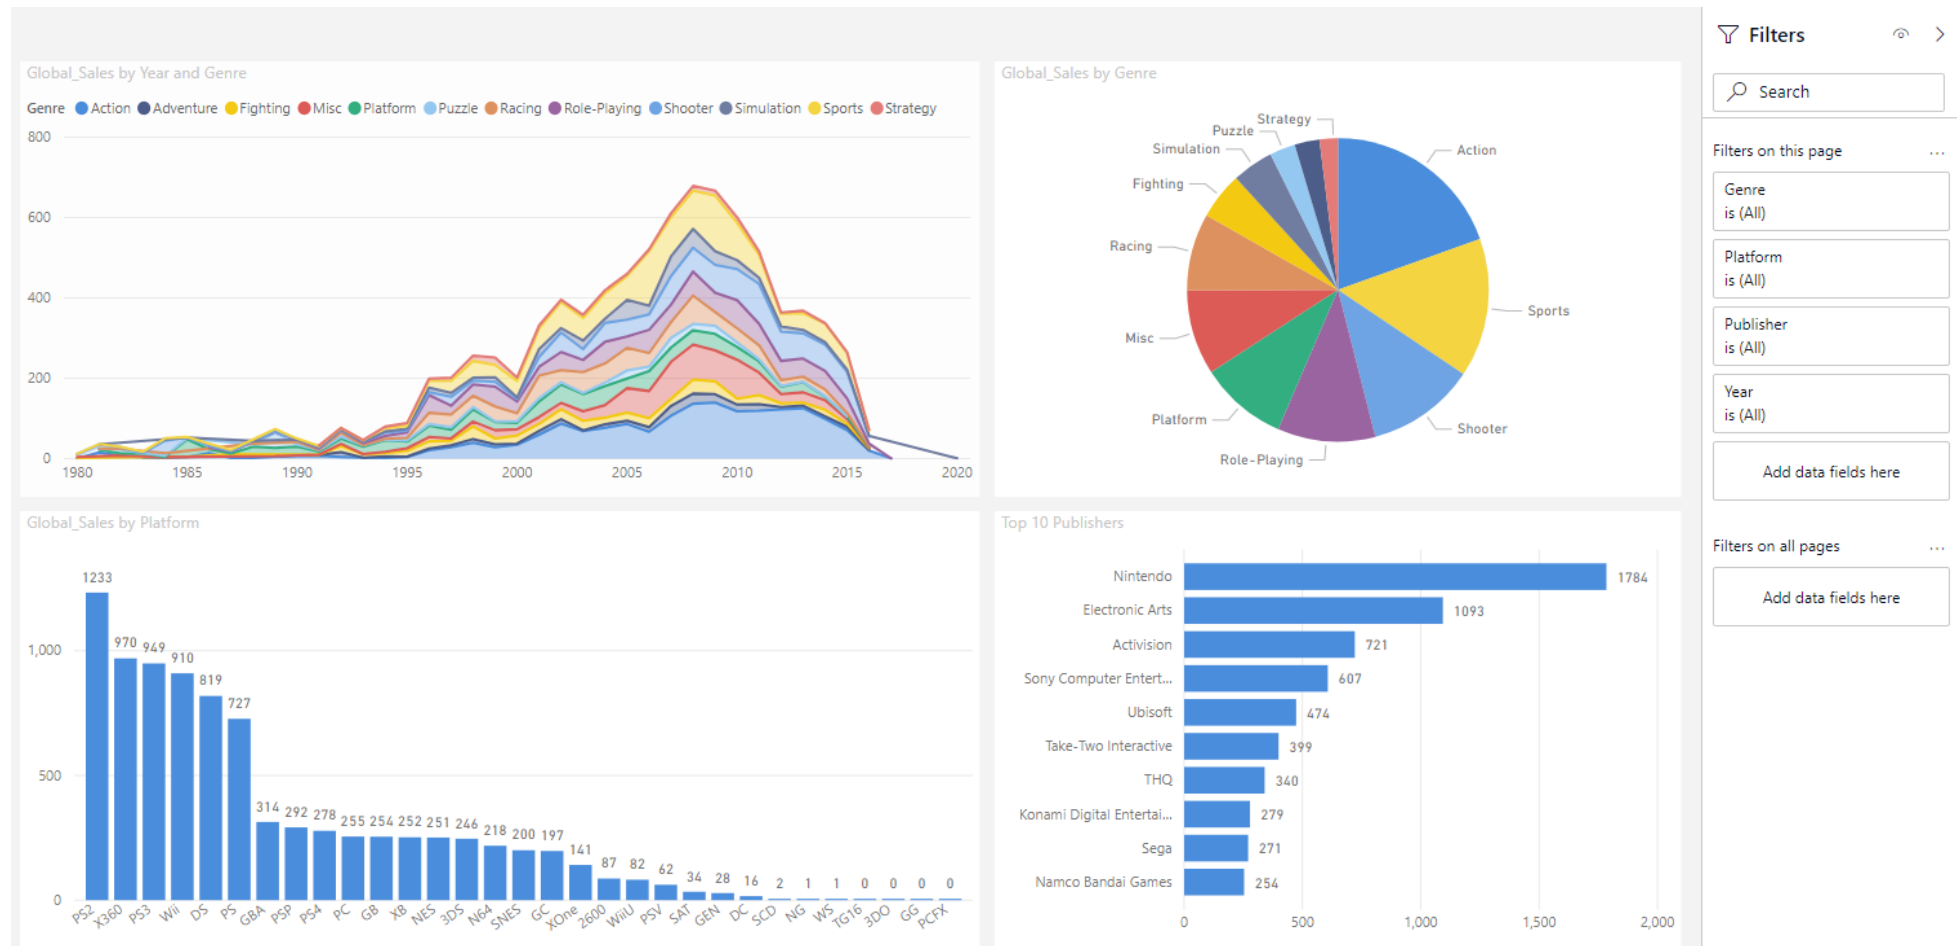 Global_Sales by Year and Genre
Genre Action Adventure Fighting Misc Platform Puzzle Racing Role-Playing Shooter Simulation Sports Strategy
800
600
400
200
0
1980 1985 1990 1995 2000 2005 2010 2015 2020
Global_Sales by Genre
Strategy
Puzzle
Simulation
Fighting
Racing
Misc
Platform
Role-Playing
Action
Sports
Shooter
Global_Sales by Platform
1233
970 949 910 819 727 314 292 278 255 254 252 251 246 218 200 197 141 87 82 62 34 28 16 2 1 1 0 0 0 0
1,000
500
0
PS2 X360 PS3 Wii DS PS GBA PSP PS4 PC GB XB NES 3DS N64 SNES GC XOne 2600 WiiU PSV SAT GEN DC SCD NG WS TG16 3DO GG PCFX
Top 10 Publishers
Nintendo 1784
Electronic Arts 1093
Activision 721
Sony Computer Entert... 607
Ubisoft 474
Take-Two Interactive 399
THQ 340
Konami Digital Entertai... 279
Sega 271
Namco Bandai Games 254
0 500 1,000 1,500 2,000
Filters
Search
Filters on this page ...
Genre
is (All)
Platform
is (All)
Publisher
is (All)
Year
is (All)
Add data fields here
Filters on all pages ...
Add data fields here